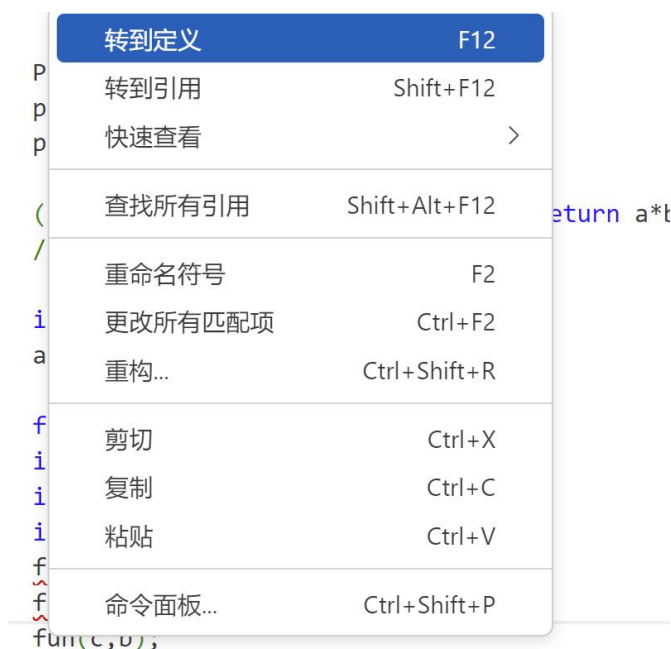 转到定义 F12
P
转到引用 Shift+F12
p
快速查看
p
查找所有引用 Shift+Alt+F12
( eturn a*b
/
重命名符号 F2
i
更改所有匹配项 Ctrl+F2
a
重构... Ctrl+Shift+R
f
剪切 Ctrl+X
i
复制 Ctrl+C
i
i
粘贴 Ctrl+V
f
f
命令面板... Ctrl+Shift+P
fun(c,b);